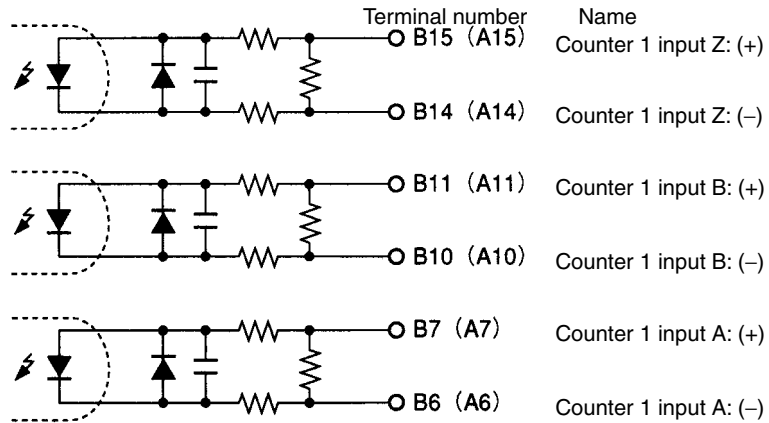 Terminal number Name
B15 (A15) Counter 1 input Z: (+)
B14 (A14) Counter 1 input Z: (−)
B11 (A11) Counter 1 input B: (+)
B10 (A10) Counter 1 input B: (−)
B7 (A7) Counter 1 input A: (+)
B6 (A6) Counter 1 input A: (−)